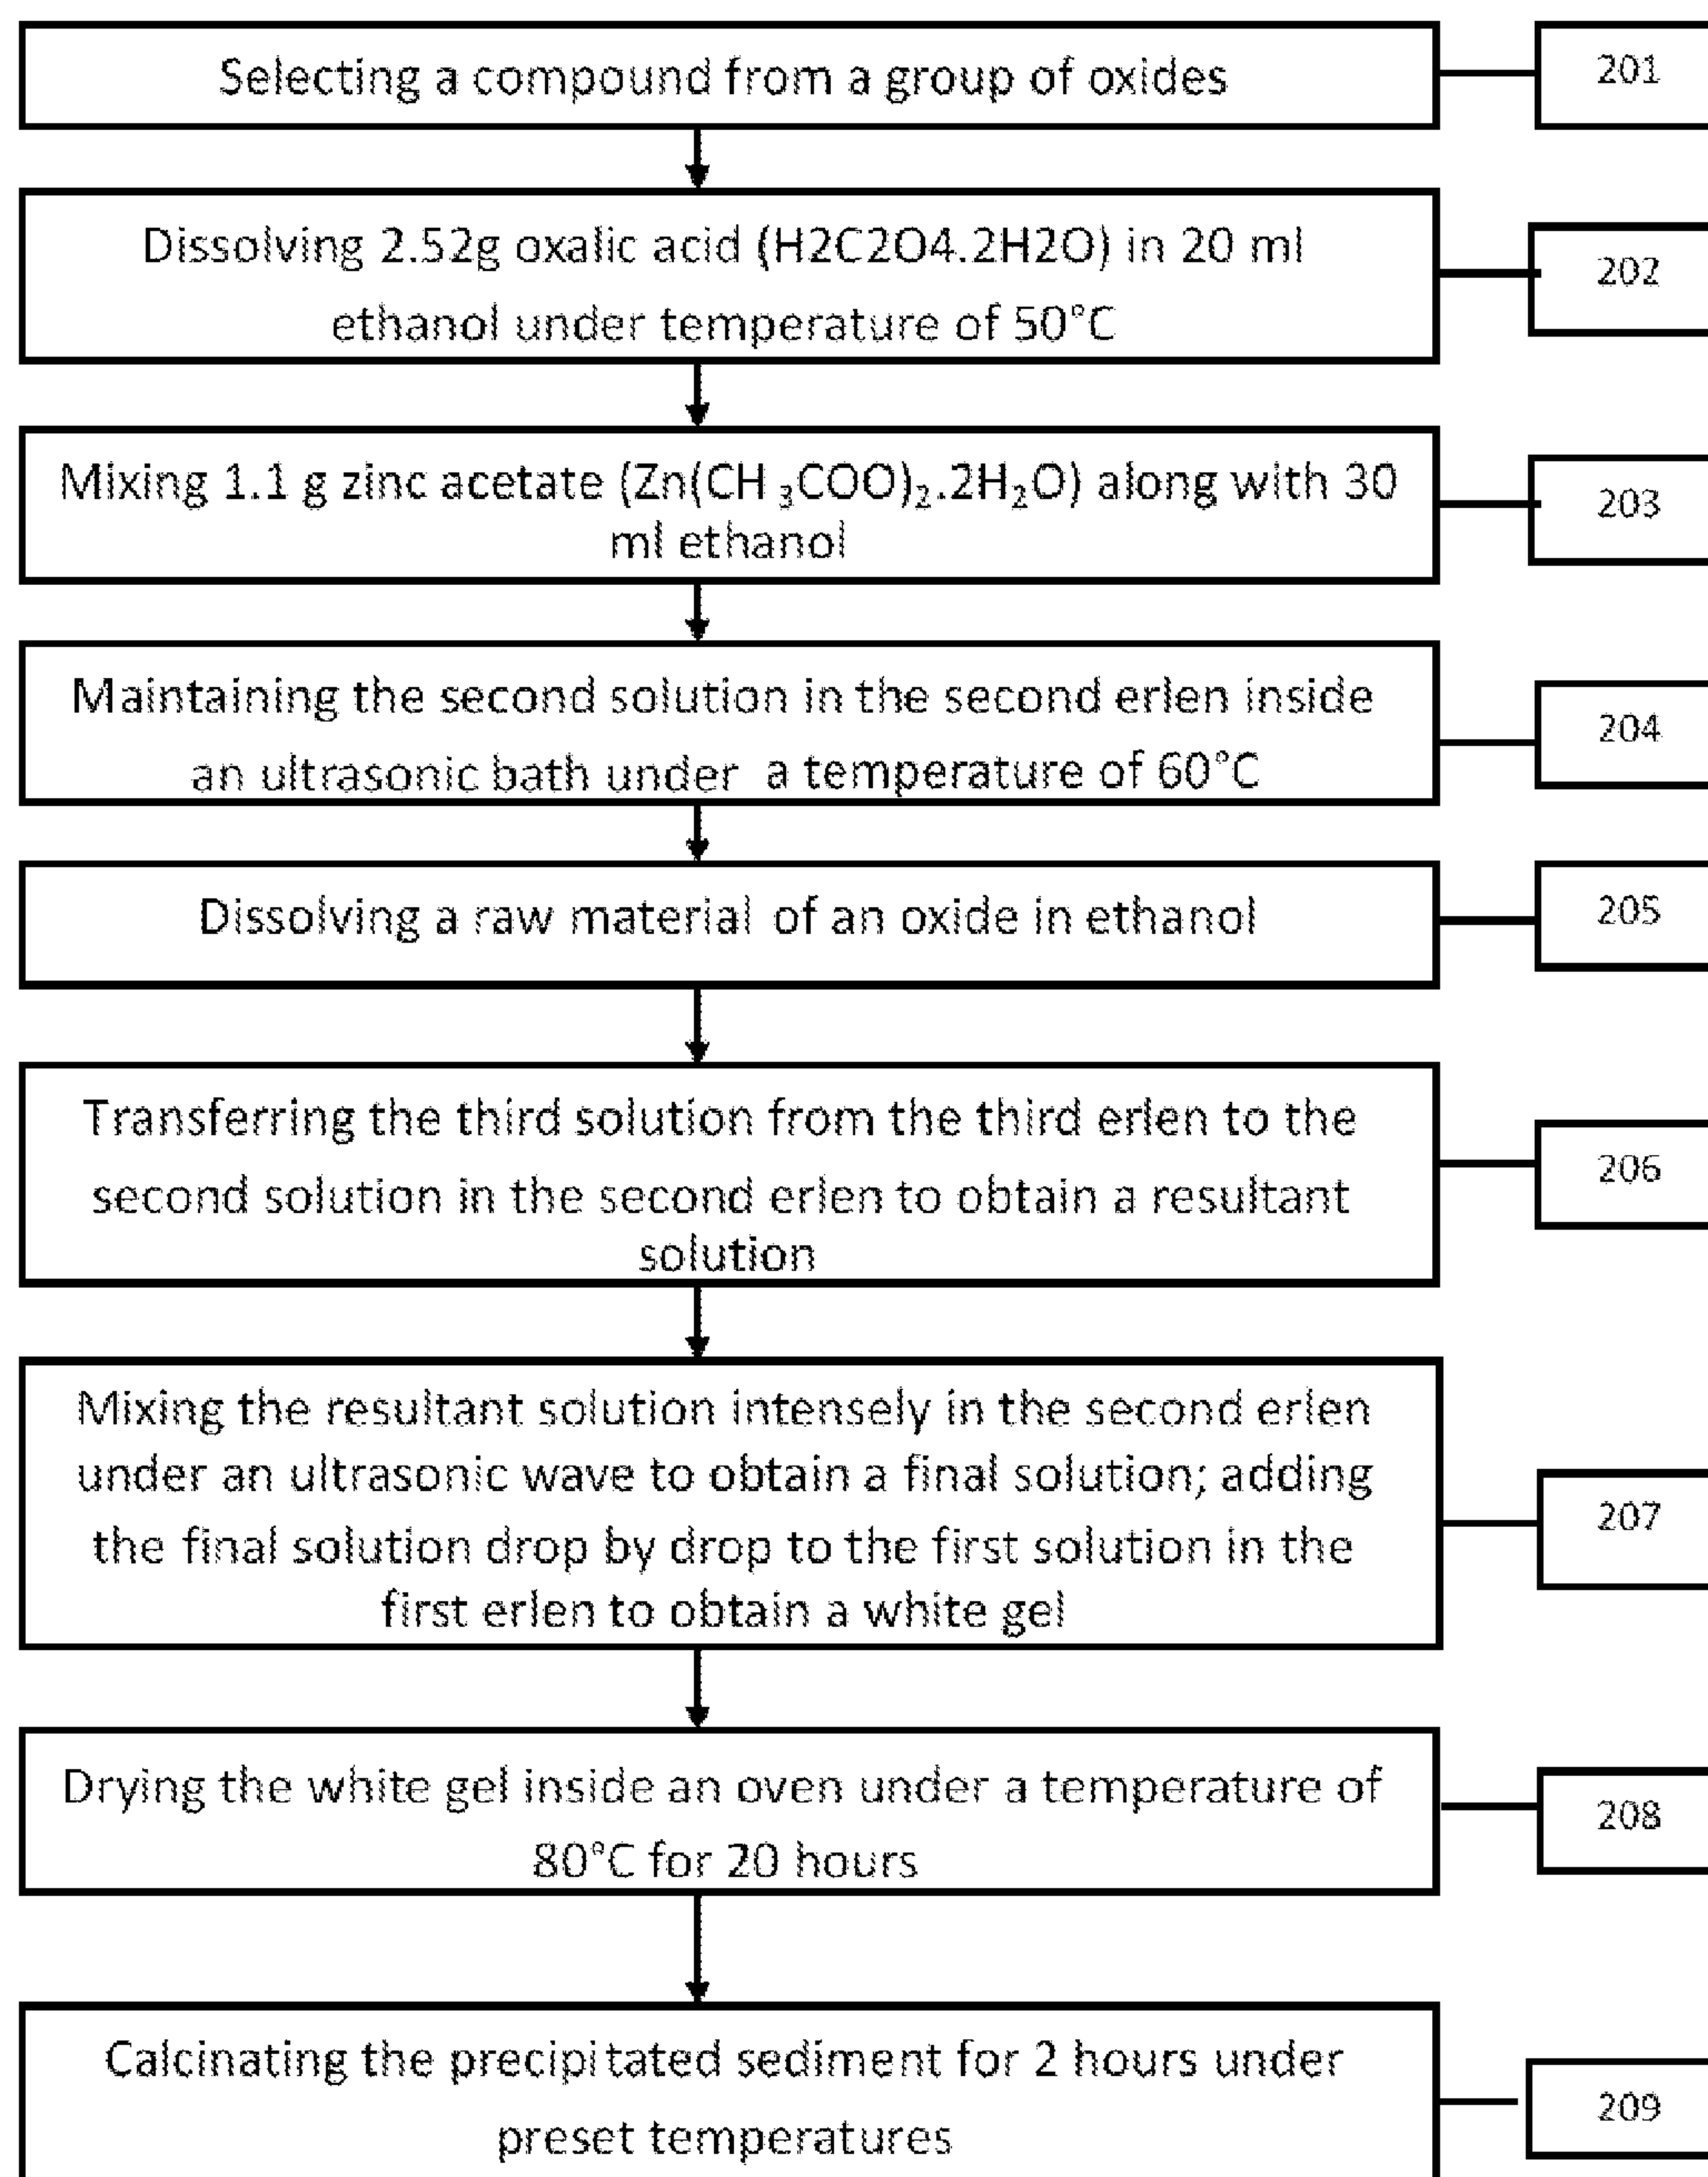 Selecting a compound from a group of oxides
201
Dissolving 2.52g oxalic acid (H2C2O4.2H2O) in 20 ml
ethanol under temperature of 50°C
202
Mixing 1.1 g zinc acetate (Zn(CH ₃COO)₂.2H₂O) along with 30
ml ethanol
203
Maintaining the second solution in the second erlen inside
an ultrasonic bath under a temperature of 60°C
204
Dissolving a raw material of an oxide in ethanol
205
Transferring the third solution from the third erlen to the
second solution in the second erlen to obtain a resultant
solution
206
Mixing the resultant solution intensely in the second erlen
under an ultrasonic wave to obtain a final solution; adding
the final solution drop by drop to the first solution in the
first erlen to obtain a white gel
207
Drying the white gel inside an oven under a temperature of
80°C for 20 hours
208
Calcinating the precipitated sediment for 2 hours under
preset temperatures
209